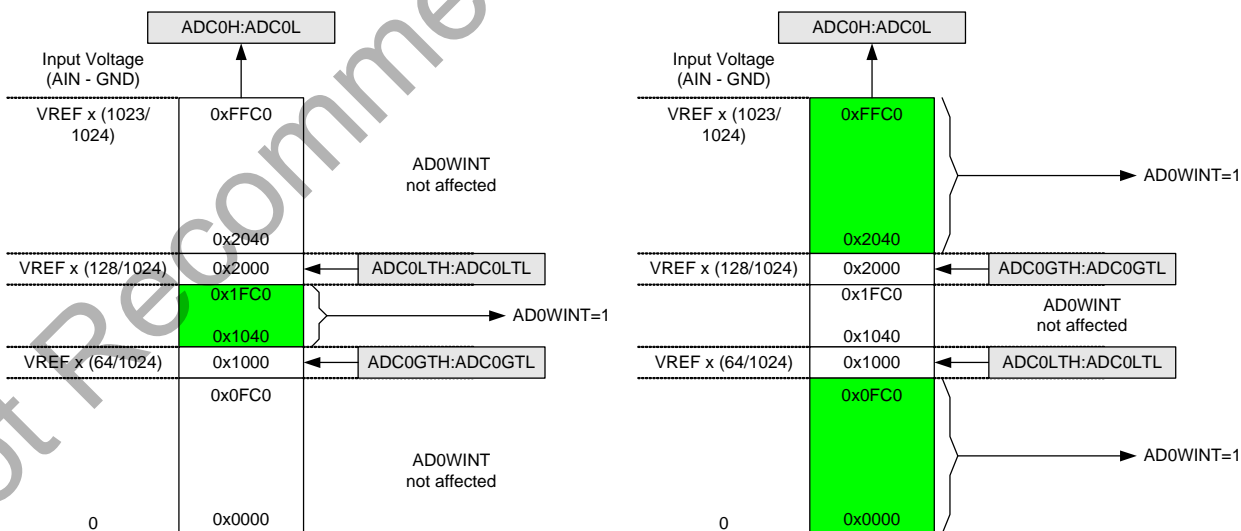 ADC0H:ADC0L
Input Voltage
(AIN - GND)
VREF x (1023/
1024)
0xFFC0
AD0WINT
not affected
0x2040
VREF x (128/1024)
0x2000
ADC0LTH:ADC0LTL
0x1FC0
AD0WINT=1
0x1040
VREF x (64/1024)
0x1000
ADC0GTH:ADC0GTL
0x0FC0
AD0WINT
not affected
0
0x0000
ADC0H:ADC0L
Input Voltage
(AIN - GND)
VREF x (1023/
1024)
0xFFC0
AD0WINT=1
0x2040
VREF x (128/1024)
0x2000
ADC0GTH:ADC0GTL
0x1FC0
AD0WINT
not affected
0x1040
VREF x (64/1024)
0x1000
ADC0LTH:ADC0LTL
0x0FC0
AD0WINT=1
0
0x0000